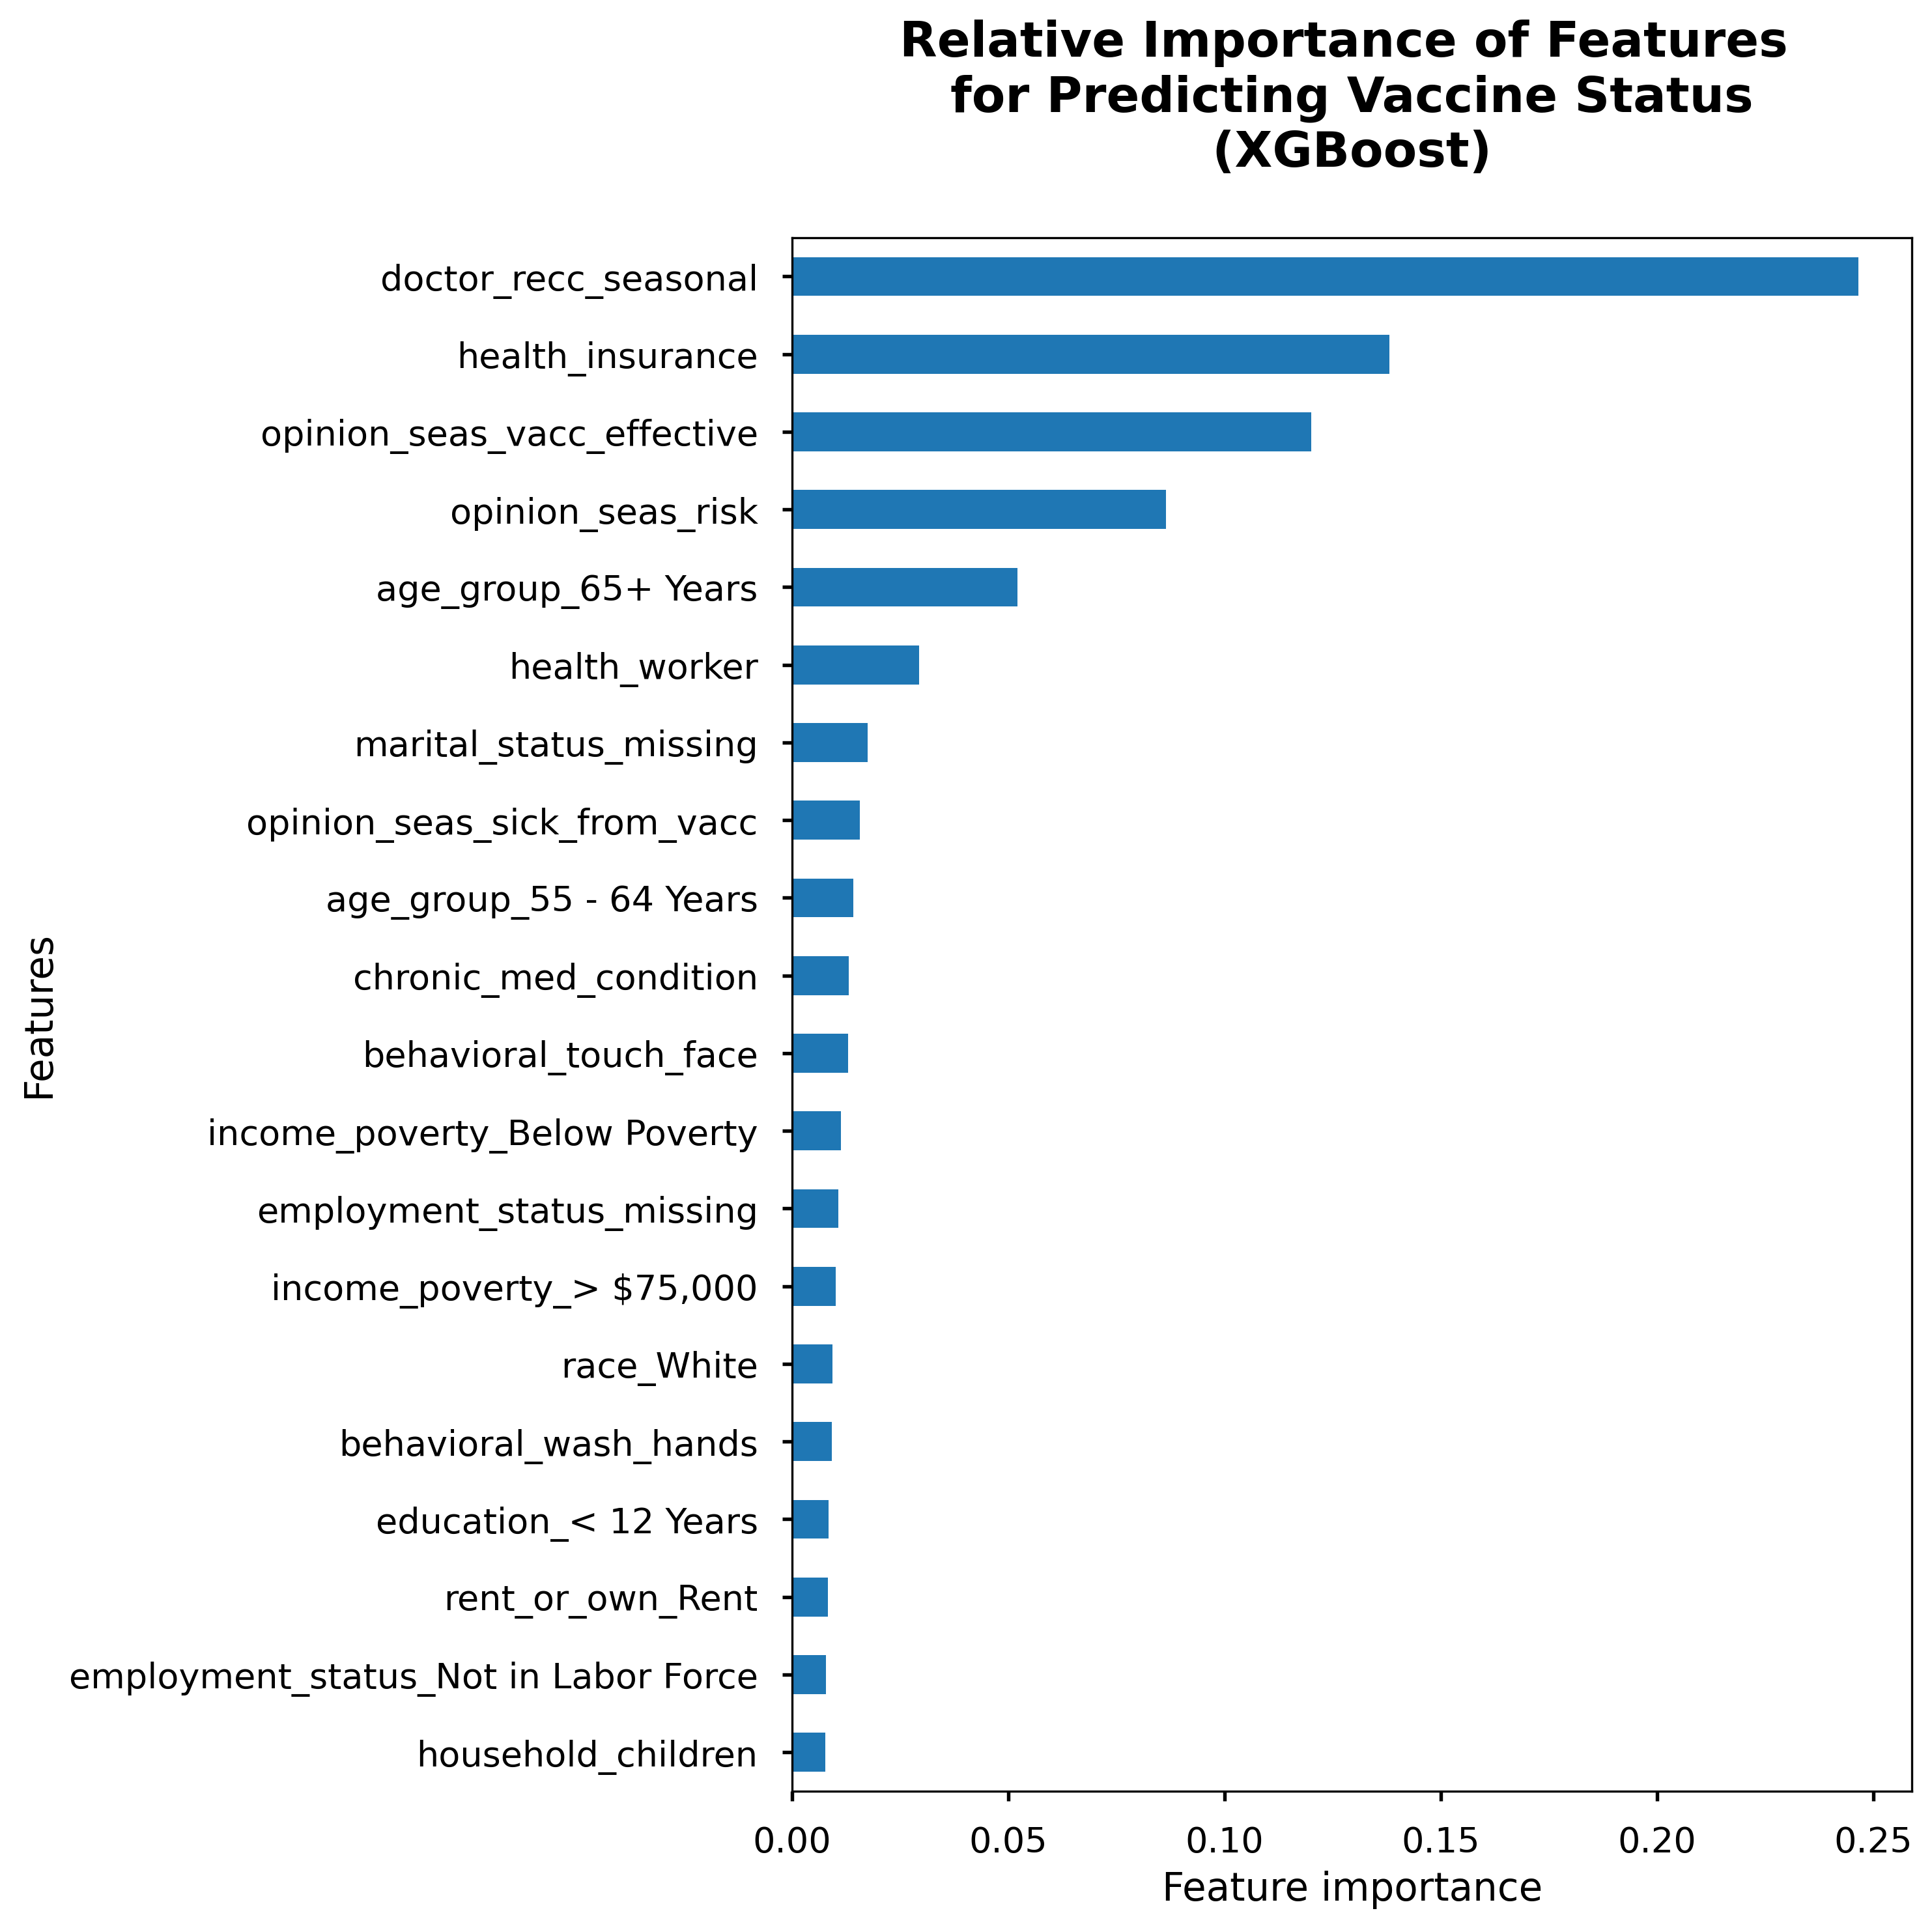 Relative Importance of Features
for Predicting Vaccine Status
(XGBoost)
doctor_recc_seasonal
health_insurance
opinion_seas_vacc_effective
opinion_seas_risk
age_group_65+ Years
health_worker
marital_status_missing
opinion_seas_sick_from_vacc
age_group_55 - 64 Years
chronic_med_condition
behavioral_touch_face
income_poverty_Below Poverty
employment_status_missing
income_poverty_> $75,000
race_White
behavioral_wash_hands
education_< 12 Years
rent_or_own_Rent
employment_status_Not in Labor Force
household_children
Features
0.00 0.05 0.10 0.15 0.20 0.25
Feature importance